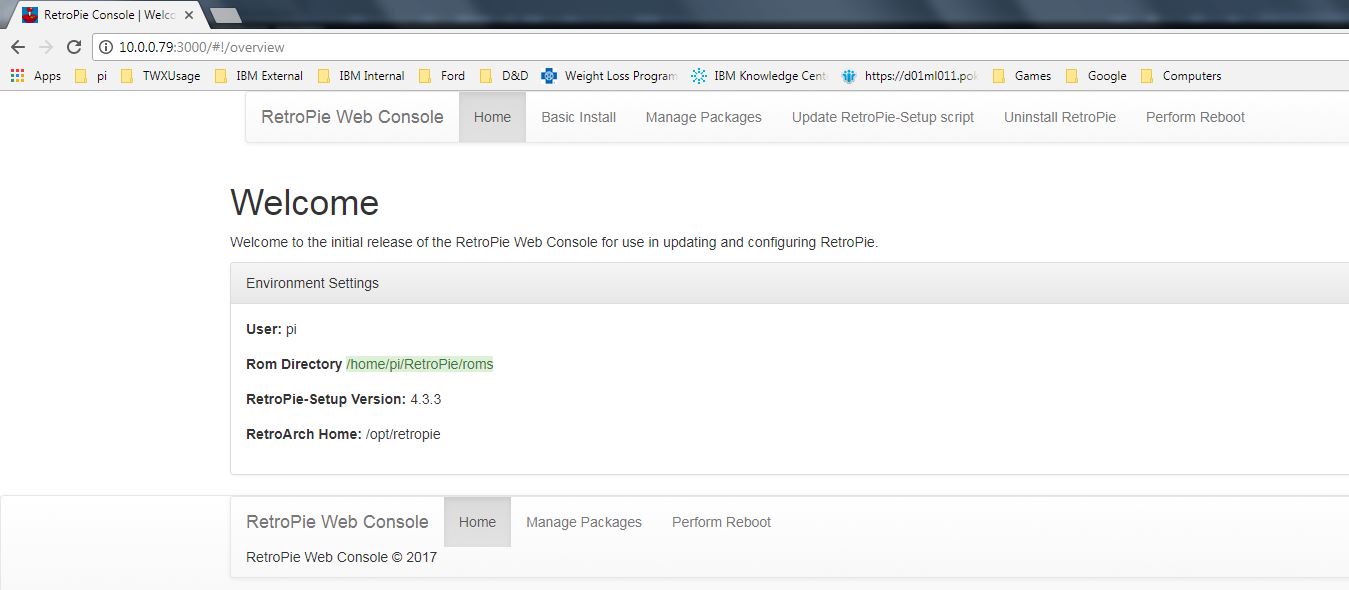 RetroPie Console | Welco
10.0.0.79:3000/#!/overview
Apps pi TWXUsage IBM External IBM Internal Ford D&D Weight Loss Program IBM Knowledge Cent https://d01ml011.pok Games Google Computers
RetroPie Web Console Home Basic Install Manage Packages Update RetroPie-Setup script Uninstall RetroPie Perform Reboot
Welcome
Welcome to the initial release of the RetroPie Web Console for use in updating and configuring RetroPie.
Environment Settings
User: pi
Rom Directory /home/pi/RetroPie/roms
RetroPie-Setup Version: 4.3.3
RetroArch Home: /opt/retropie
RetroPie Web Console Home Manage Packages Perform Reboot
RetroPie Web Console © 2017